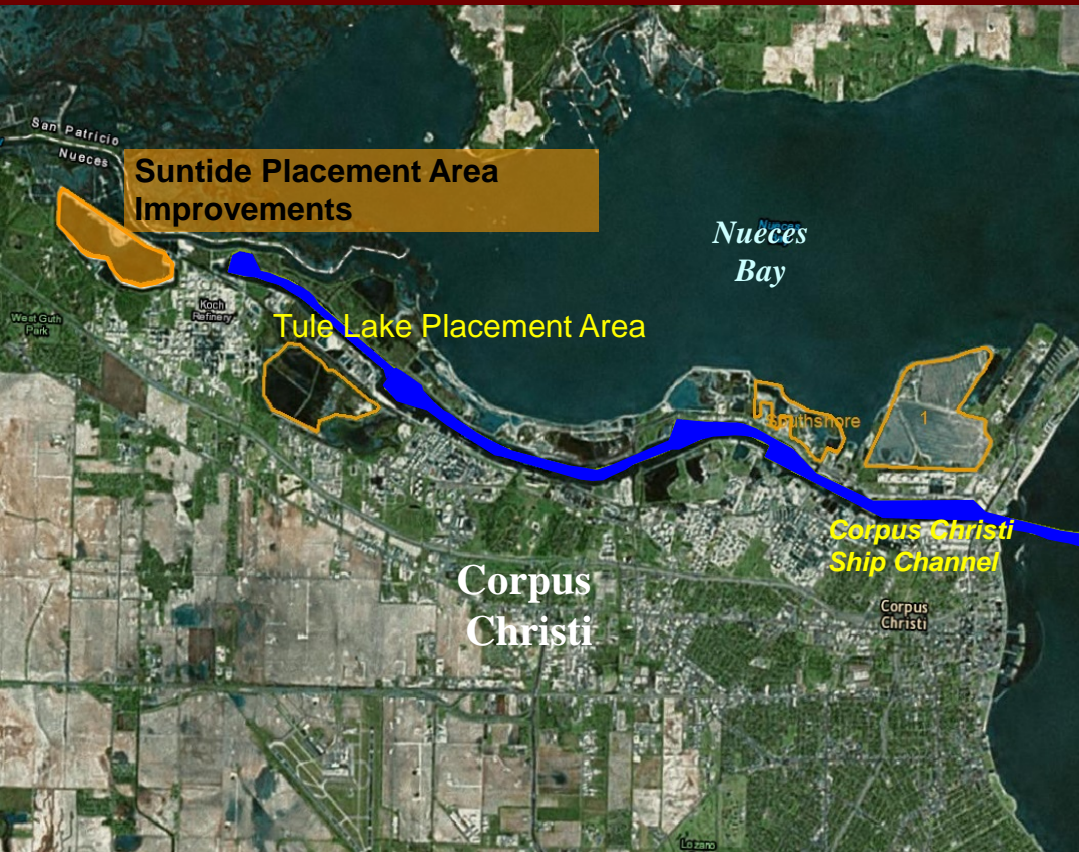 San Patricio
Nueces
Suntide Placement Area
Improvements
Nueces
Bay
Koch
Refinery
West Guth
Park
Tule Lake Placement Area
Southshore
1
Corpus Christi
Ship Channel
Corpus
Christi
Corpus
Christi
Lozano